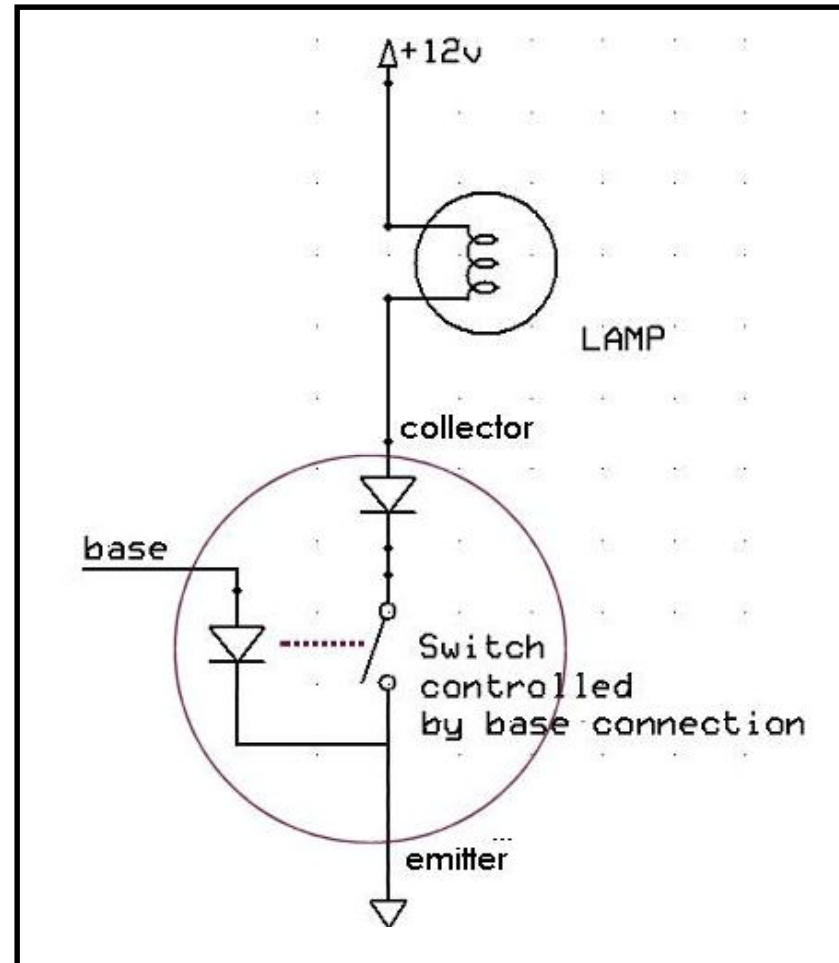 +12v
LAMP
collector
base
Switch
controlled
by base connection
emitter